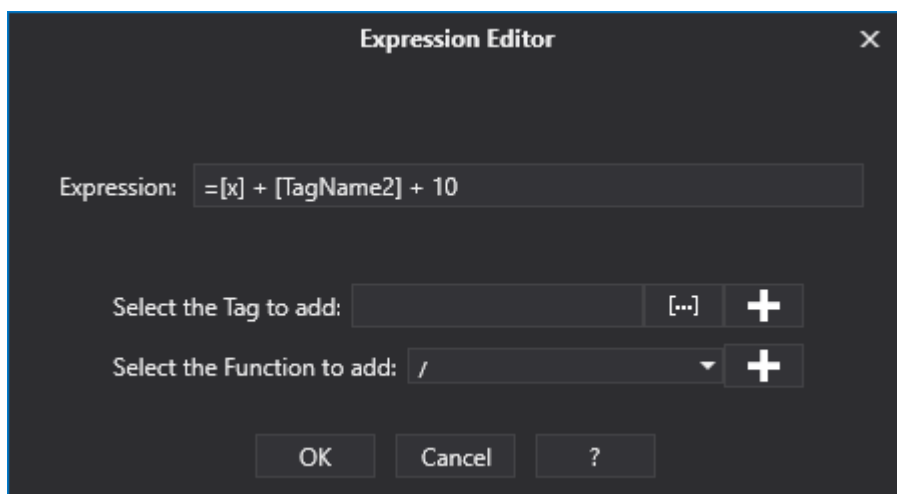 Expression Editor
Expression: =[x] + [TagName2] + 10
Select the Tag to add: [...]
Select the Function to add: /
OK Cancel ?